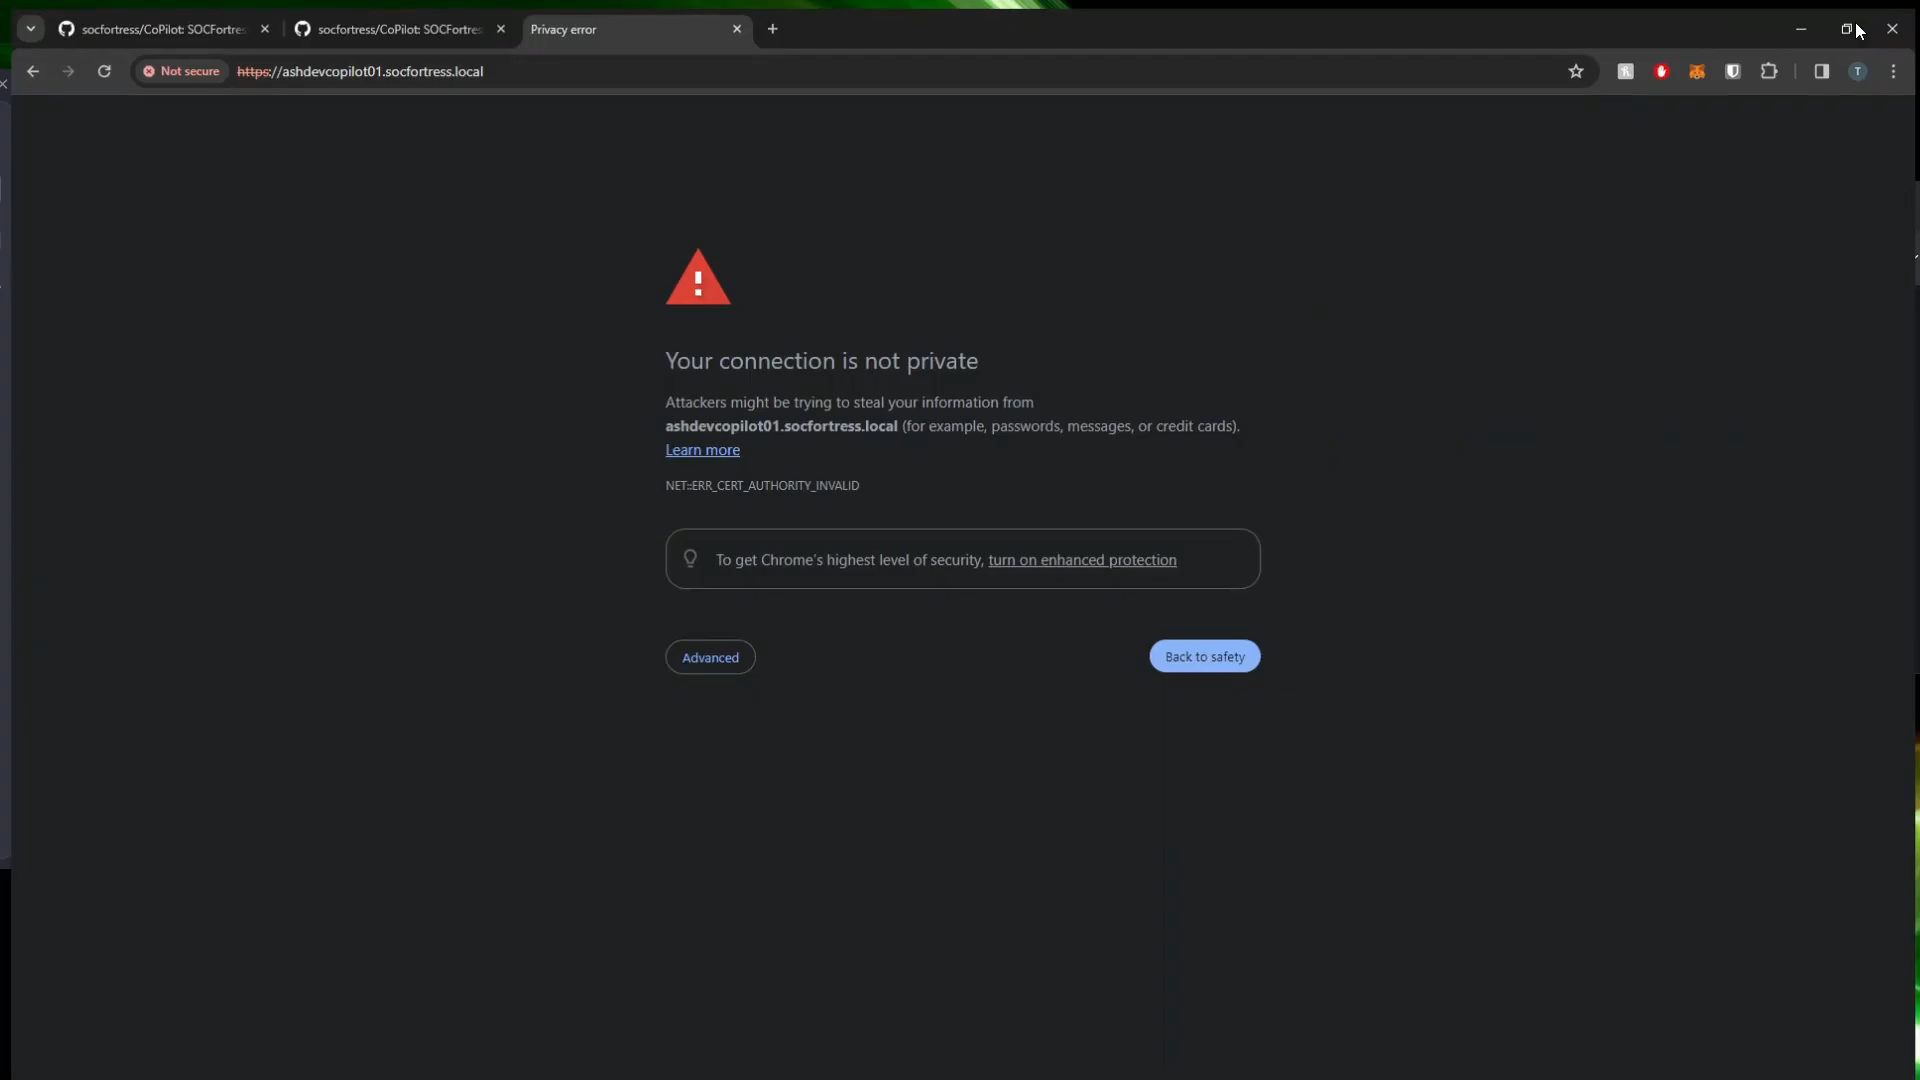 socfortress/CoPilot: SOCFortres
socfortress/CoPilot: SOCFortres
Privacy error
Not secure
https://ashdevcopilot01.socfortress.local
T
Your connection is not private
Attackers might be trying to steal your information from
ashdevcopilot01.socfortress.local (for example, passwords, messages, or credit cards).
Learn more
NET::ERR_CERT_AUTHORITY_INVALID
To get Chrome's highest level of security, turn on enhanced protection
Advanced
Back to safety